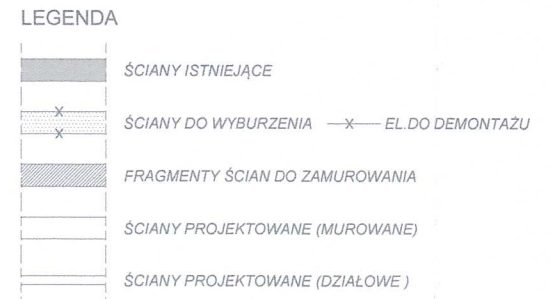 LEGENDA
ŚCIANY ISTNIEJĄCE
X
ŚCIANY DO WYBURZENIA —X— EL.DO DEMONTAŻU
X
FRAGMENTY ŚCIAN DO ZAMUROWANIA
ŚCIANY PROJEKTOWANE (MUROWANE)
ŚCIANY PROJEKTOWANE (DZIAŁOWE )